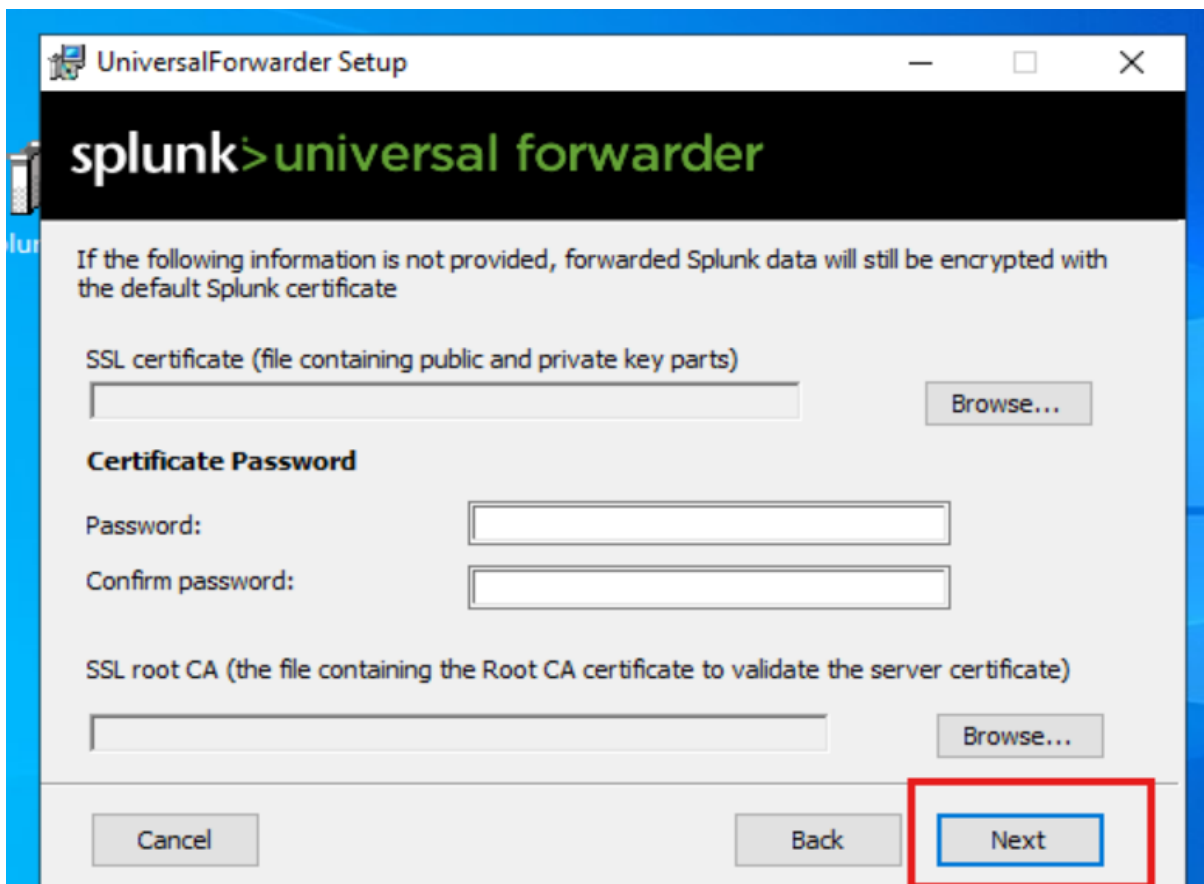 UniversalForwarder Setup
splunk>universal forwarder
If the following information is not provided, forwarded Splunk data will still be encrypted with
the default Splunk certificate
SSL certificate (file containing public and private key parts)
Browse...
Certificate Password
Password:
Confirm password:
SSL root CA (the file containing the Root CA certificate to validate the server certificate)
Browse...
Cancel
Back
Next